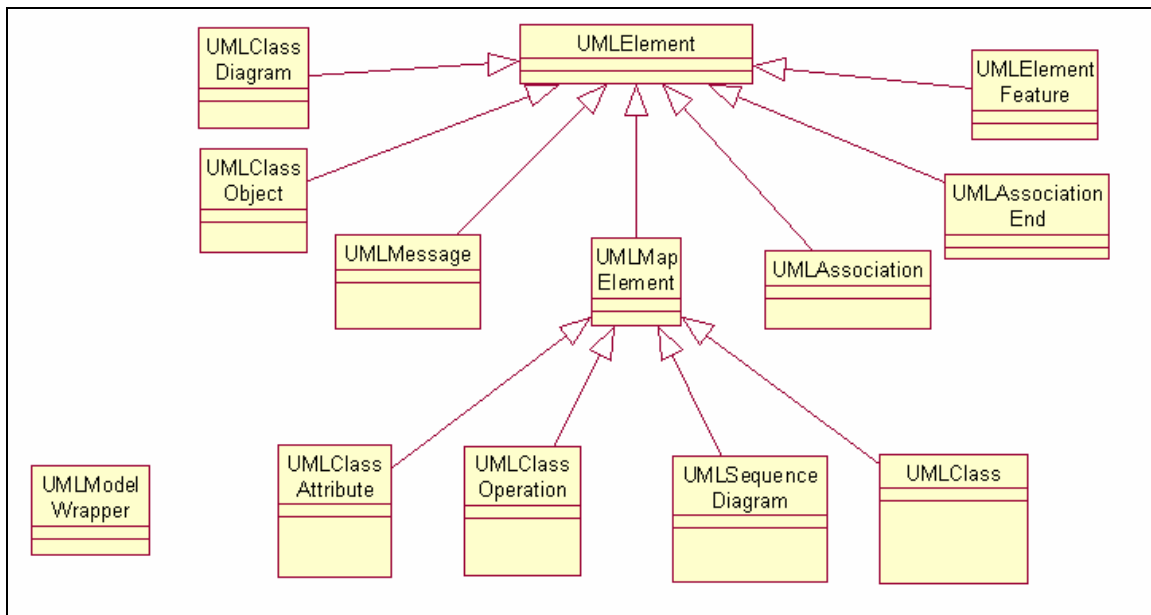 UMLClass
Diagram
UMLElement
UMLElement
Feature
UMLClass
Object
UMLAssociation
End
UMLMessage
UMLMap
Element
UMLAssociation
UMLClass
Attribute
UMLClass
Operation
UMLSequence
Diagram
UMLClass
UMLModel
Wrapper